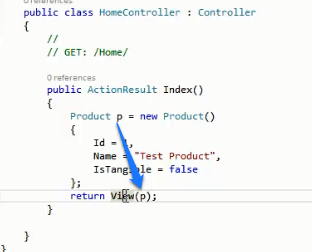 0 references
public class HomeController : Controller
{
//
// GET: /Home/
0 references
public ActionResult Index()
{
Product p = new Product()
{
Id = 1,
Name = "Test Product",
IsTangible = false
};
return View(p);
}
}